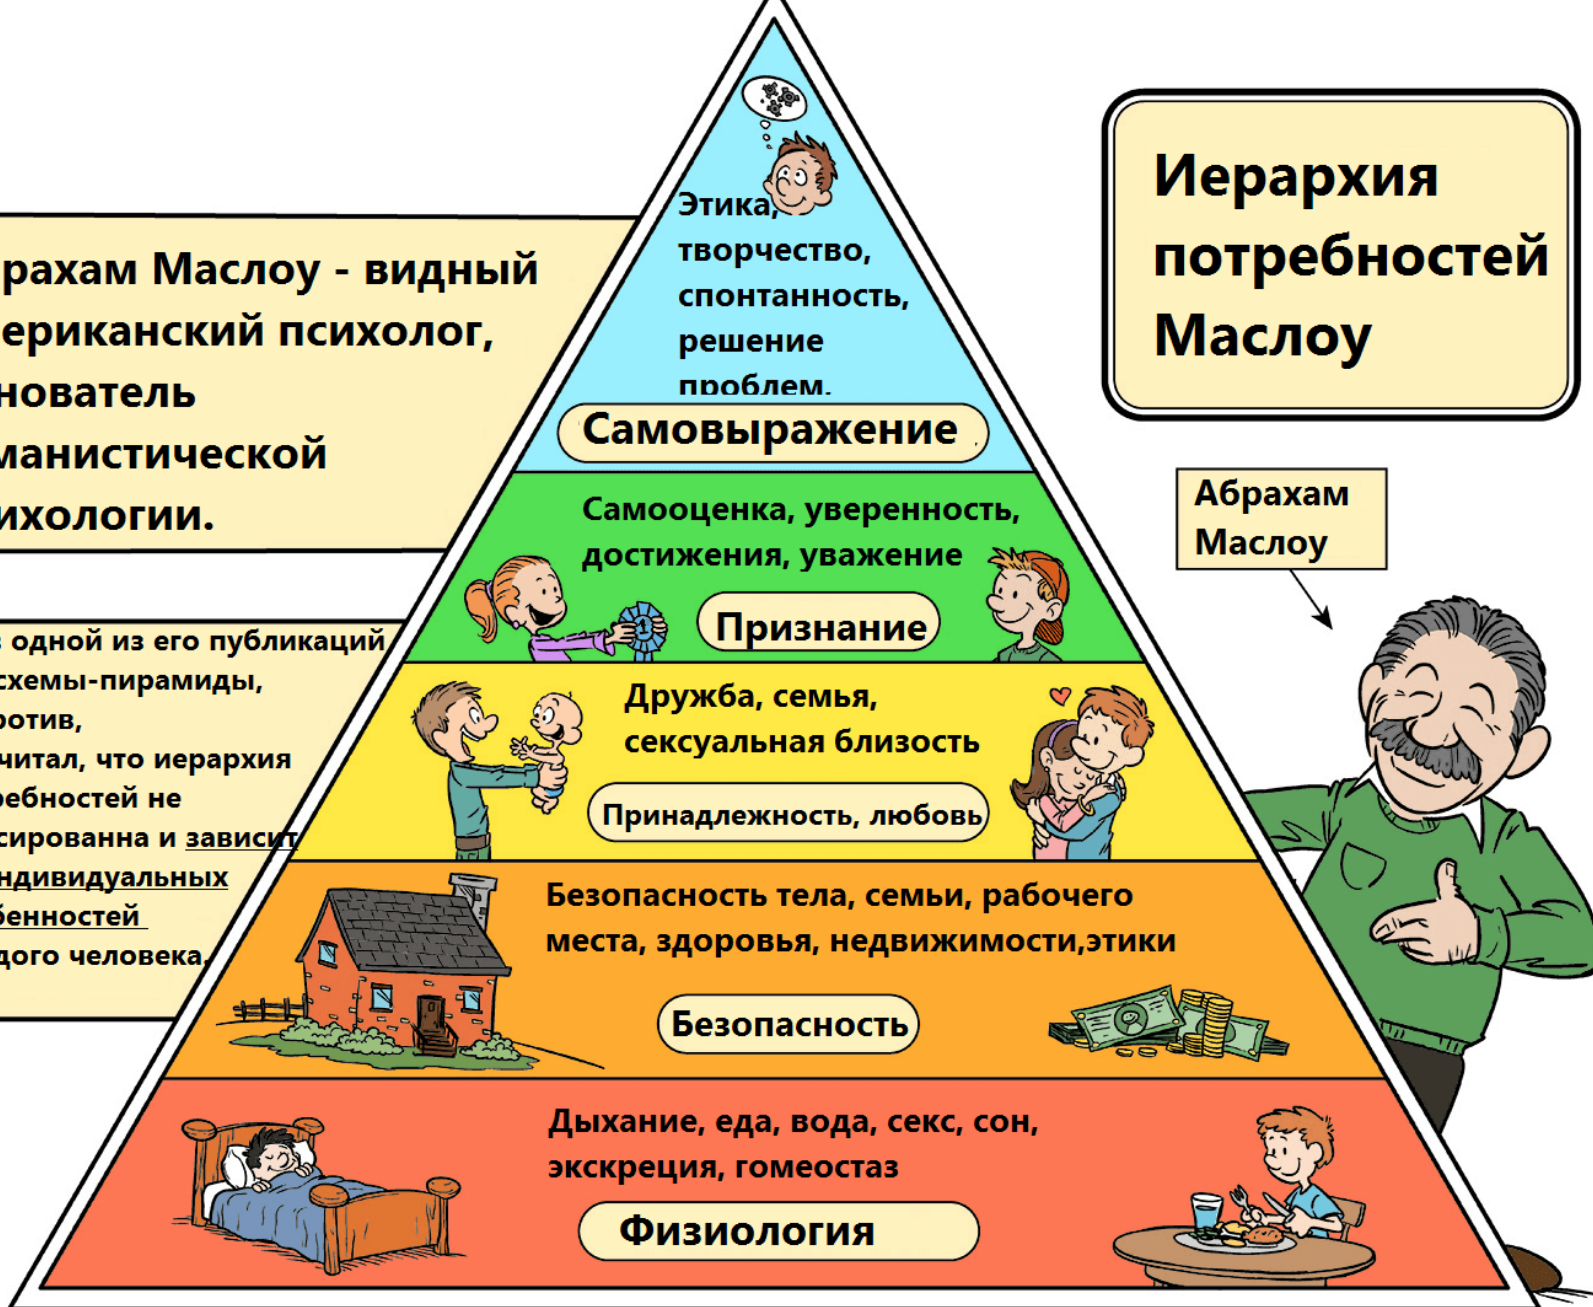 Иерархия
потребностей
Маслоу
рахам Маслоу - видный
ериканский психолог,
нователь
манистической
ихологии.
одной из его публикаций
схемы-пирамиды,
ротив,
читал, что иерархия
ребностей не
сированна и зависит
ндивидуальных
бенностей
дого человека.
Этика,
творчество,
спонтанность,
решение
проблем.
Самовыражение
Самооценка, уверенность,
достижения, уважение
Признание
Дружба, семья,
сексуальная близость
Принадлежность, любовь
Безопасность тела, семьи, рабочего
места, здоровья, недвижимости,этики
Безопасность
Дыхание, еда, вода, секс, сон,
экскреция, гомеостаз
Физиология
Абрахам
Маслоу
1